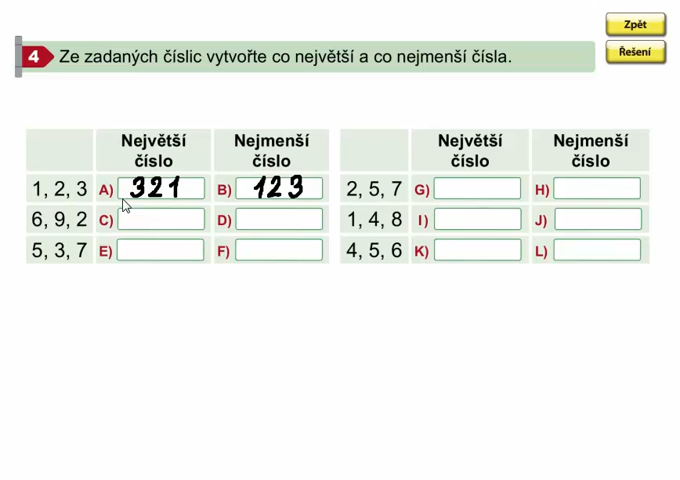 Zpět
Řešení
4 Ze zadaných číslic vytvořte co největší a co nejmenší čísla.
Největší číslo Nejmenší číslo Největší číslo Nejmenší číslo
1, 2, 3 A) 321 B) 123 2, 5, 7 G) H)
6, 9, 2 C) D) 1, 4, 8 I) J)
5, 3, 7 E) F) 4, 5, 6 K) L)